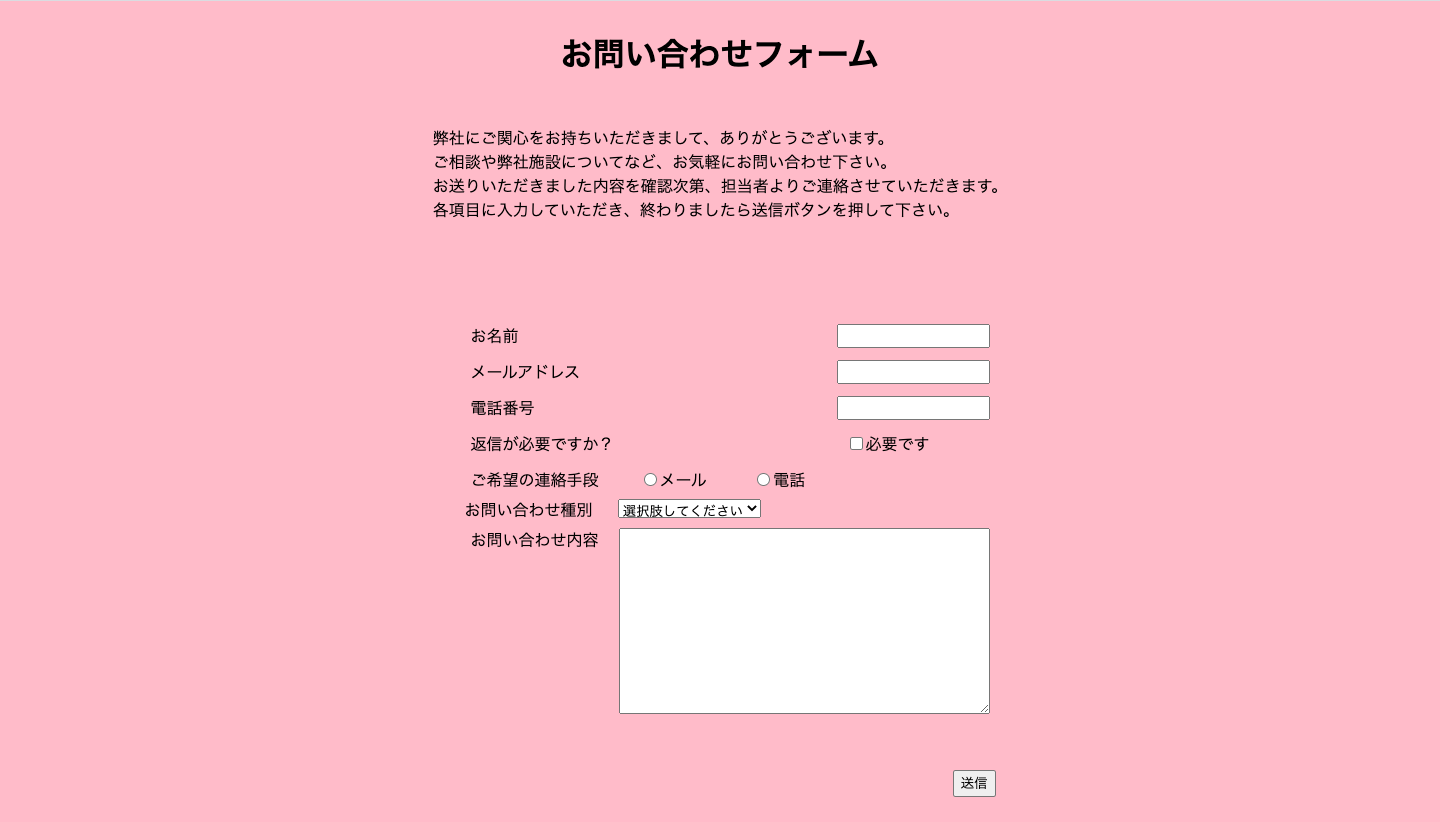 お問い合わせフォーム
弊社にご関心をお持ちいただきまして、ありがとうございます。
ご相談や弊社施設についてなど、お気軽にお問い合わせ下さい。
お送りいただきました内容を確認次第、担当者よりご連絡させていただきます。
各項目に入力していただき、終わりましたら送信ボタンを押して下さい。
お名前
メールアドレス
電話番号
返信が必要ですか？ 必要です
ご希望の連絡手段 メール 電話
お問い合わせ種別 選択肢してください
お問い合わせ内容
送信